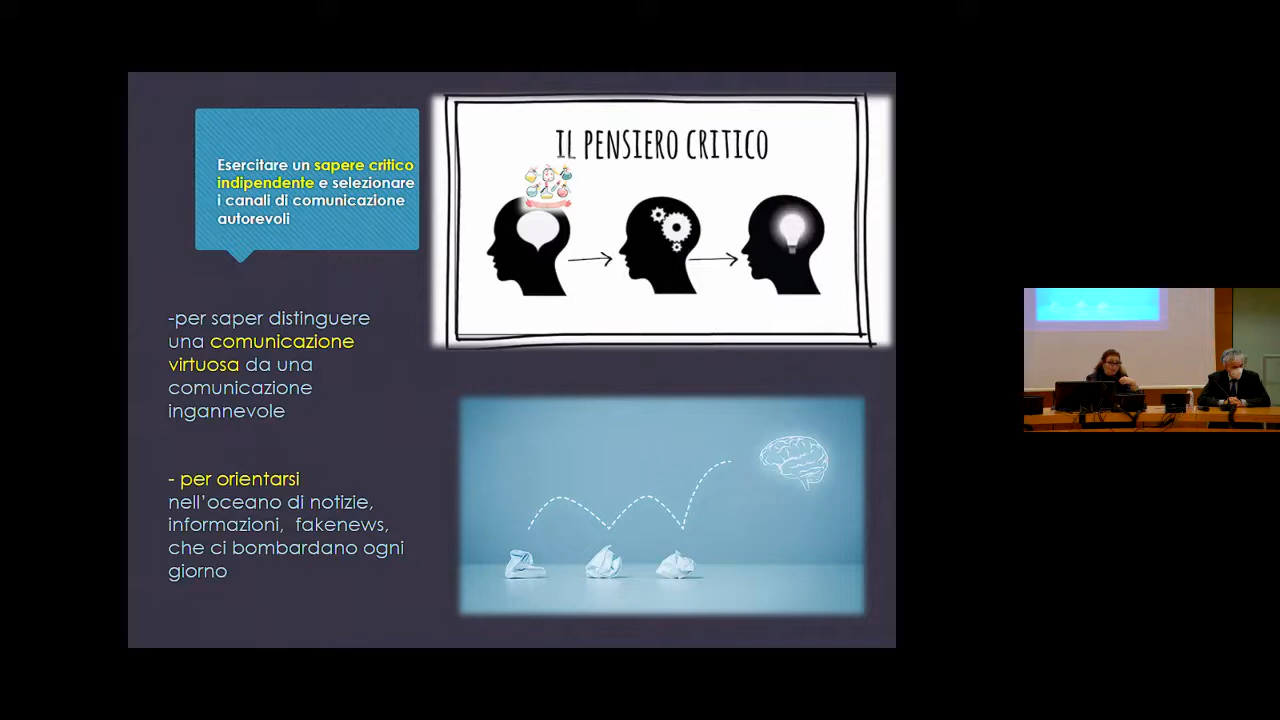 Esercitare un sapere critico
indipendente e selezionare
i canali di comunicazione
autorevoli
IL PENSIERO CRITICO
-per saper distinguere
una comunicazione
virtuosa da una
comunicazione
ingannevole
- per orientarsi
nell'oceano di notizie,
informazioni, fakenews,
che ci bombardano ogni
giorno